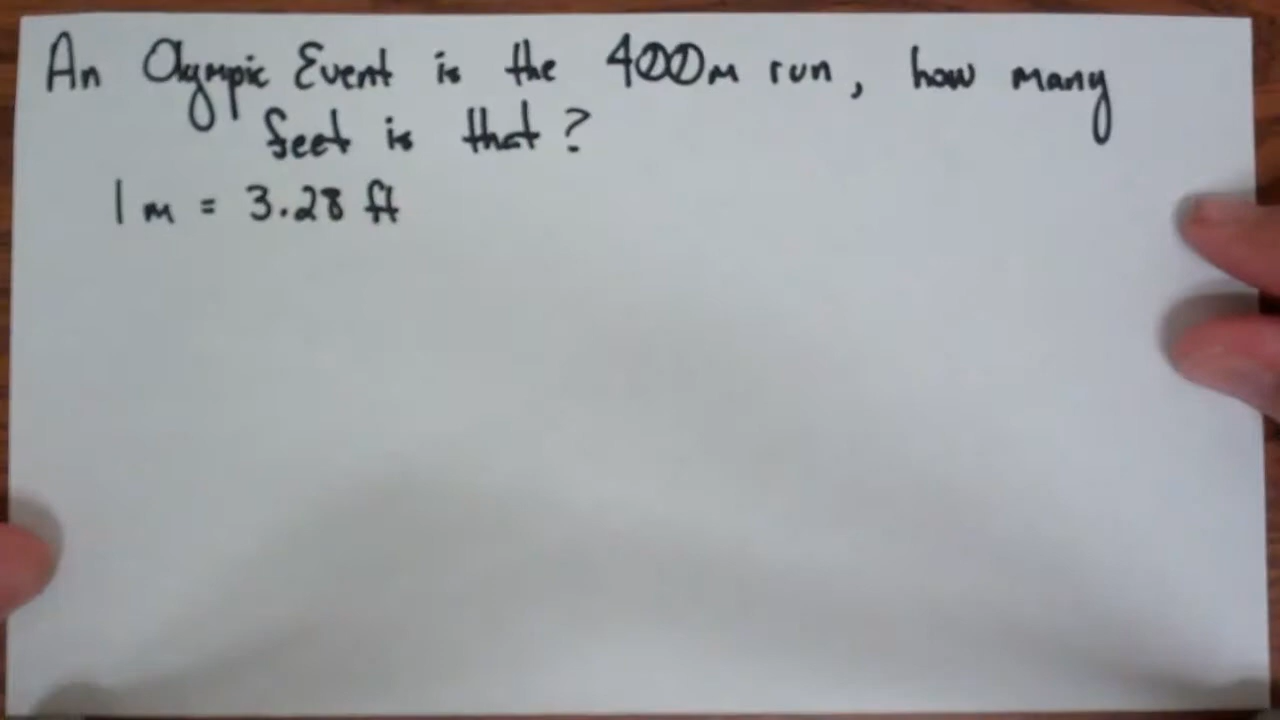 An Olympic Event is the 400m run, how many
feet is that?
1 m = 3.28 ft